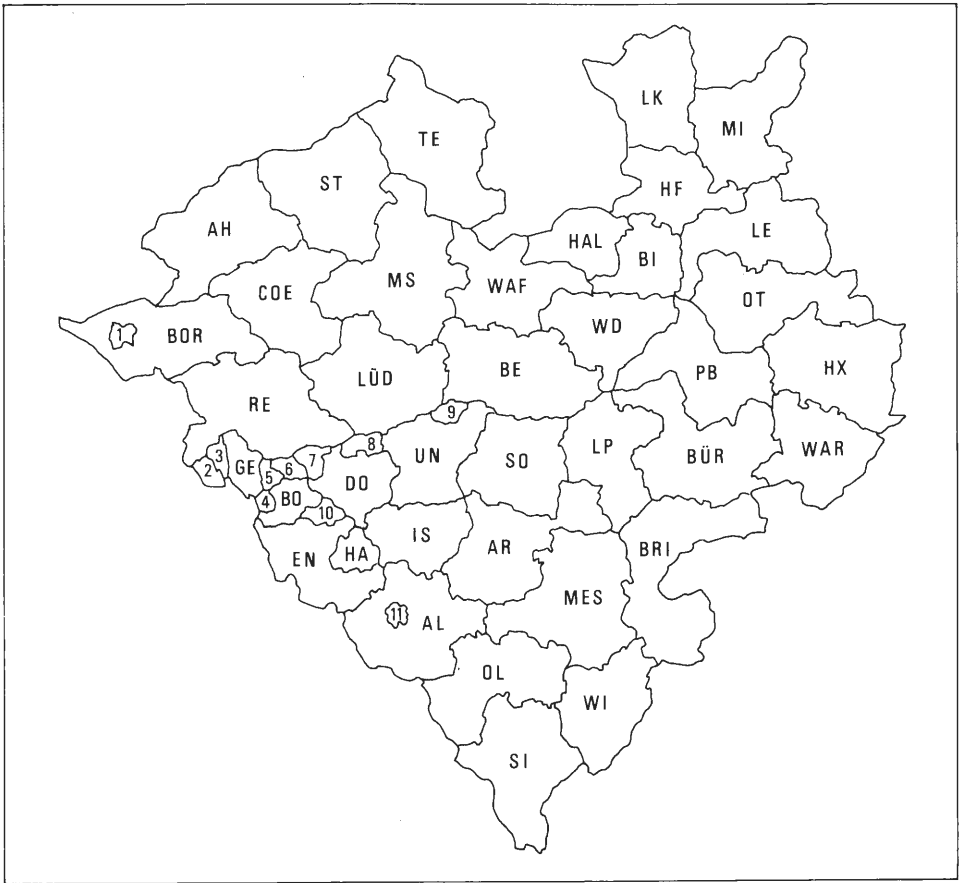 LK
MI
TE
ST
HF
AH
HAL
LE
BI
COE
MS
WAF
OT
1
BOR
WD
LÜD
BE
PB
HX
RE
9
3
2
GE
5
6
7
8
UN
SO
LP
BÜR
WAR
4
BO
DO
10
EN
HA
IS
AR
BRI
MES
11
AL
OL
WI
SI